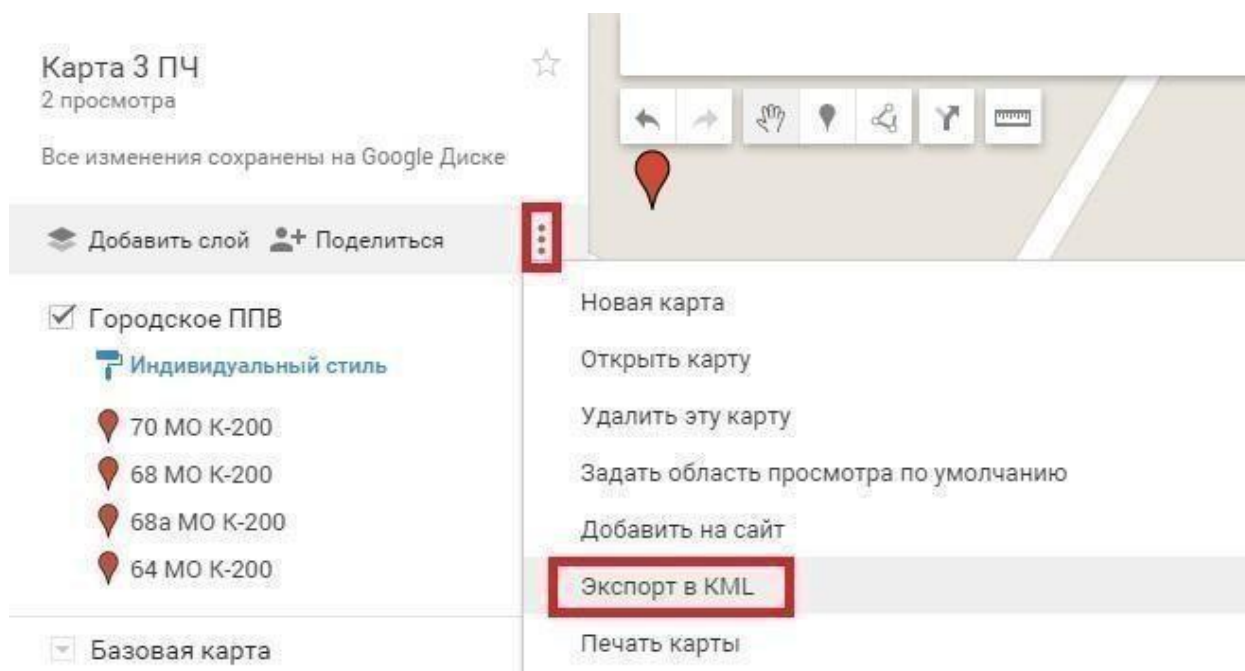 Карта 3 ПЧ
2 просмотра
Все изменения сохранены на Google Диске
Добавить слой Поделиться
Городское ППВ
Индивидуальный стиль
70 МО К-200
68 МО К-200
68а МО К-200
64 МО К-200
Базовая карта
Новая карта
Открыть карту
Удалить эту карту
Задать область просмотра по умолчанию
Добавить на сайт
Экспорт в KML
Печать карты